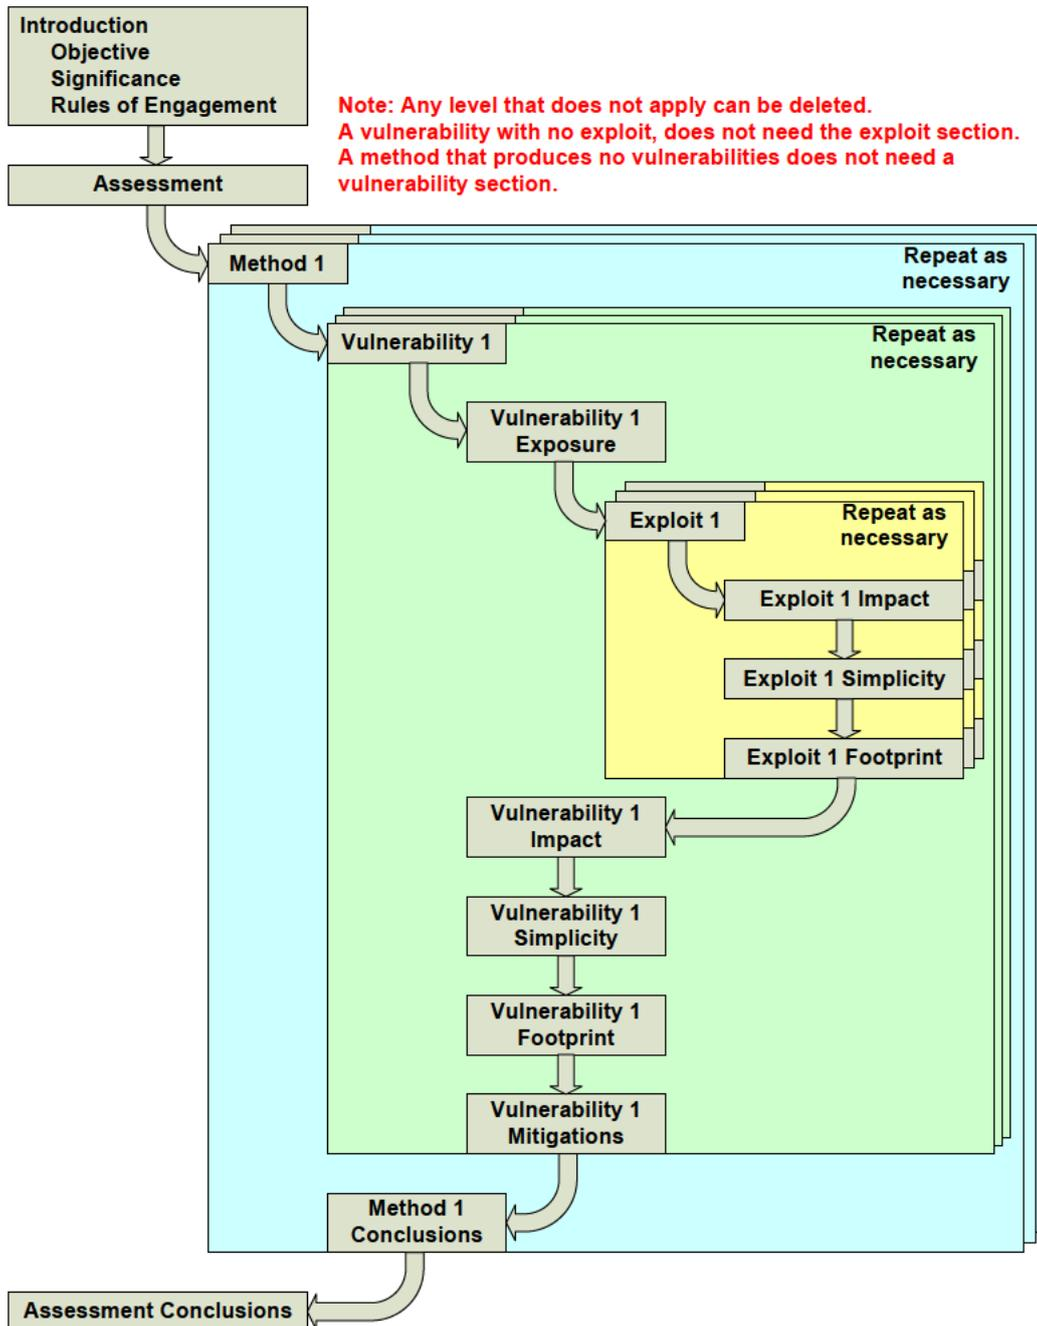 Introduction
Objective
Significance
Rules of Engagement
Note: Any level that does not apply can be deleted.
A vulnerability with no exploit, does not need the exploit section.
A method that produces no vulnerabilities does not need a
vulnerability section.
Assessment
Method 1
Repeat as
necessary
Vulnerability 1
Repeat as
necessary
Vulnerability 1
Exposure
Exploit 1
Repeat as
necessary
Exploit 1 Impact
Exploit 1 Simplicity
Exploit 1 Footprint
Vulnerability 1
Impact
Vulnerability 1
Simplicity
Vulnerability 1
Footprint
Vulnerability 1
Mitigations
Method 1
Conclusions
Assessment Conclusions